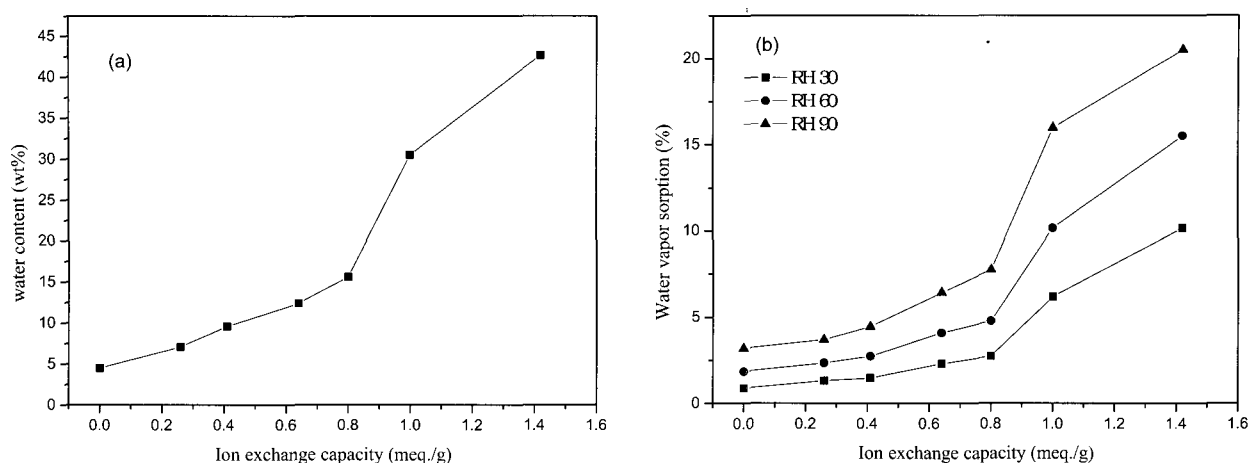 (a)
45
40
35
30
25
20
15
10
5
0
water content (wt%)
0.0 0.2 0.4 0.6 0.8 1.0 1.2 1.4 1.6
Ion exchange capacity (meq./g)
(b)
RH 30
RH 60
RH 90
20
15
10
5
0
Water vapor sorption (%)
0.0 0.2 0.4 0.6 0.8 1.0 1.2 1.4 1.6
Ion exchange capacity (meq./g)